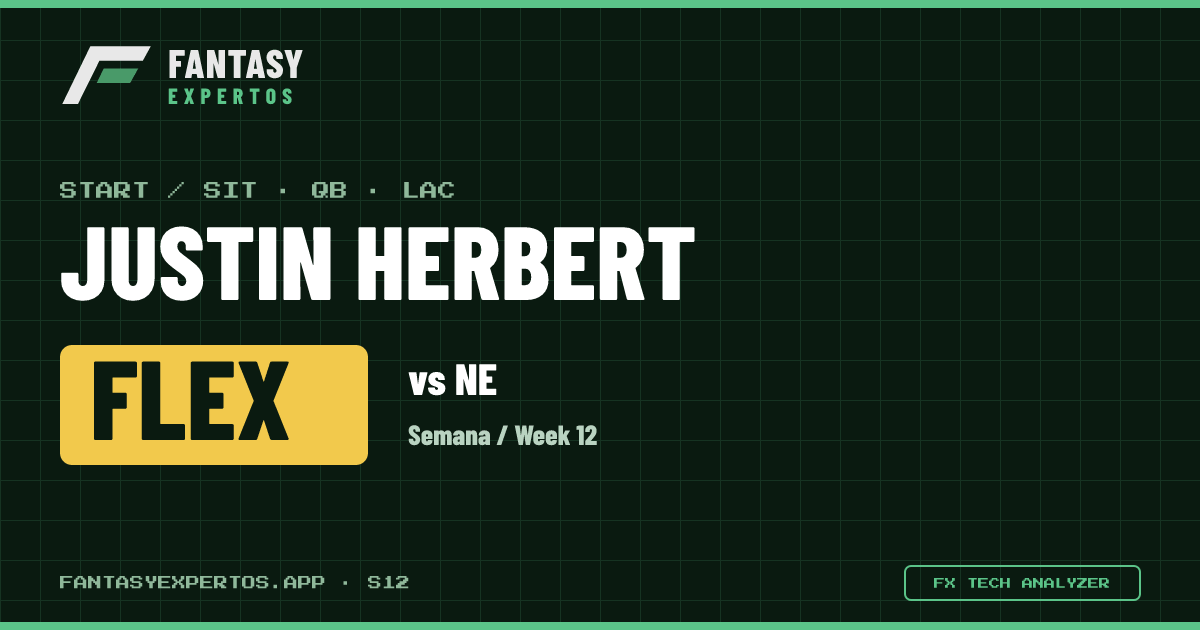 FANTASY
EXPERTOS
START / SIT · QB · LAC
JUSTIN HERBERT
FLEX
vs NE
Semana / Week 12
FANTASYEXPERTOS.APP · S12
FX TECH ANALYZER